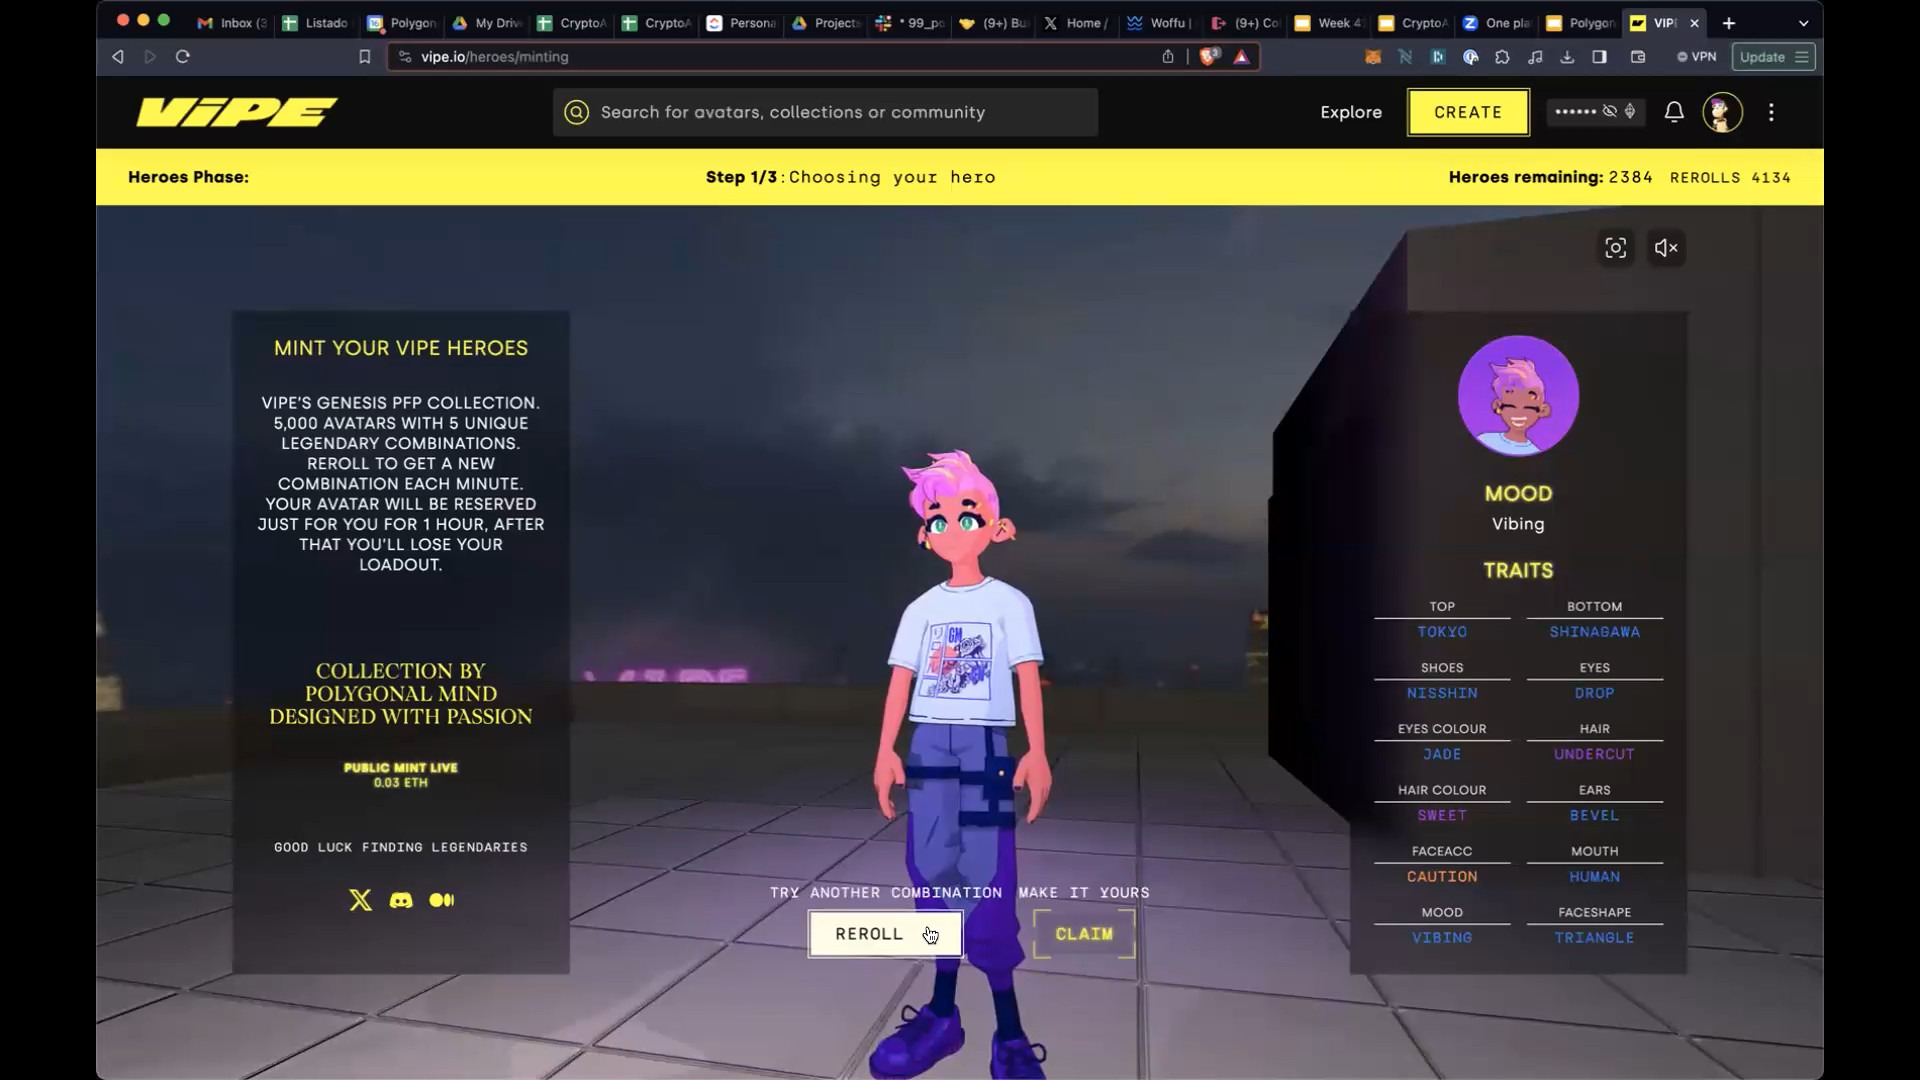 Inbox (3
Listado
Polygon
My Driv
CryptoA
CryptoA
Persona
Projects
* 99_po
(9+) Bu
Home /
Woffu |
(9+) Co
Week 4
CryptoA
One pla
Polygon
VIPE
vipe.io/heroes/minting
VPN
Update
ViPE
Search for avatars, collections or community
Explore
CREATE
Heroes Phase:
Step 1/3:Choosing your hero
Heroes remaining: 2384 REROLLS 4134
MINT YOUR VIPE HEROES
VIPE'S GENESIS PFP COLLECTION.
5,000 AVATARS WITH 5 UNIQUE
LEGENDARY COMBINATIONS.
REROLL TO GET A NEW
COMBINATION EACH MINUTE.
YOUR AVATAR WILL BE RESERVED
JUST FOR YOU FOR 1 HOUR, AFTER
THAT YOU'LL LOSE YOUR
LOADOUT.
COLLECTION BY
POLYGONAL MIND
DESIGNED WITH PASSION
PUBLIC MINT LIVE
0.03 ETH
GOOD LUCK FINDING LEGENDARIES
VIPE
GM
TRY ANOTHER COMBINATION
REROLL
MAKE IT YOURS
CLAIM
MOOD
Vibing
TRAITS
TOP
TOKYO
BOTTOM
SHINAGAWA
SHOES
NISSHIN
EYES
DROP
EYES COLOUR
JADE
HAIR
UNDERCUT
HAIR COLOUR
SWEET
EARS
BEVEL
FACEACC
CAUTION
MOUTH
HUMAN
MOOD
VIBING
FACESHAPE
TRIANGLE